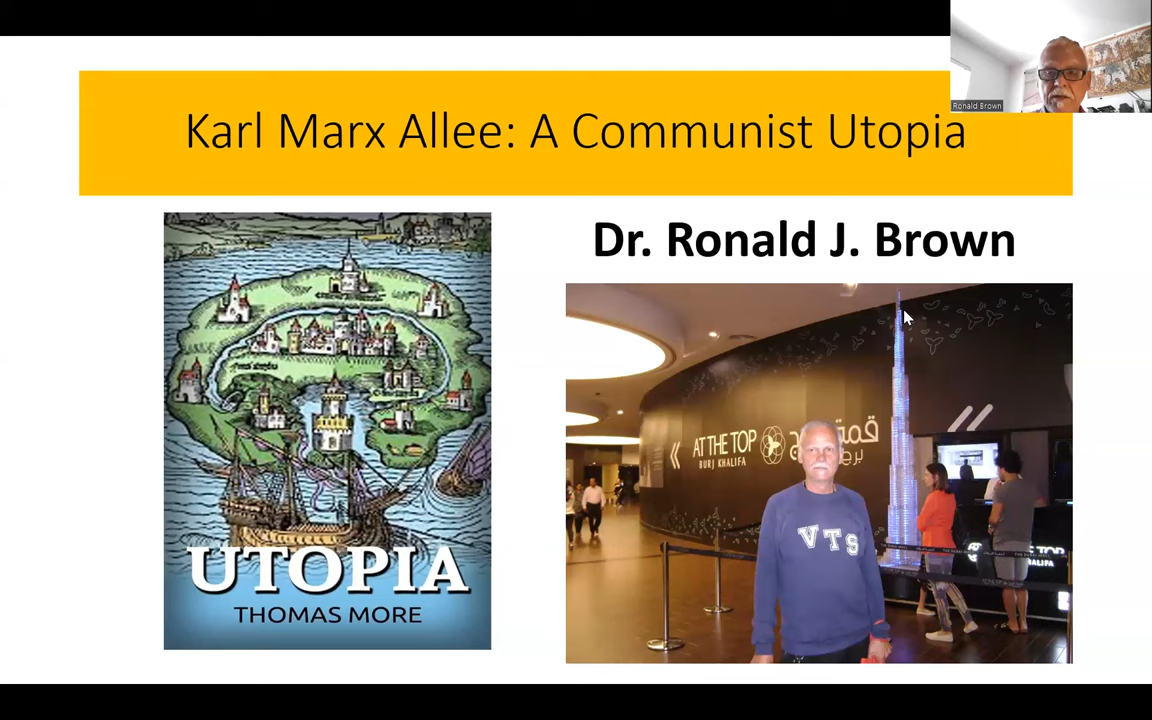 Karl Marx Allee: A Communist Utopia
Ronald Brown
Dr. Ronald J. Brown
UTOPIA
THOMAS MORE
AT THE TOP
BURJ KHALIFA
VTS